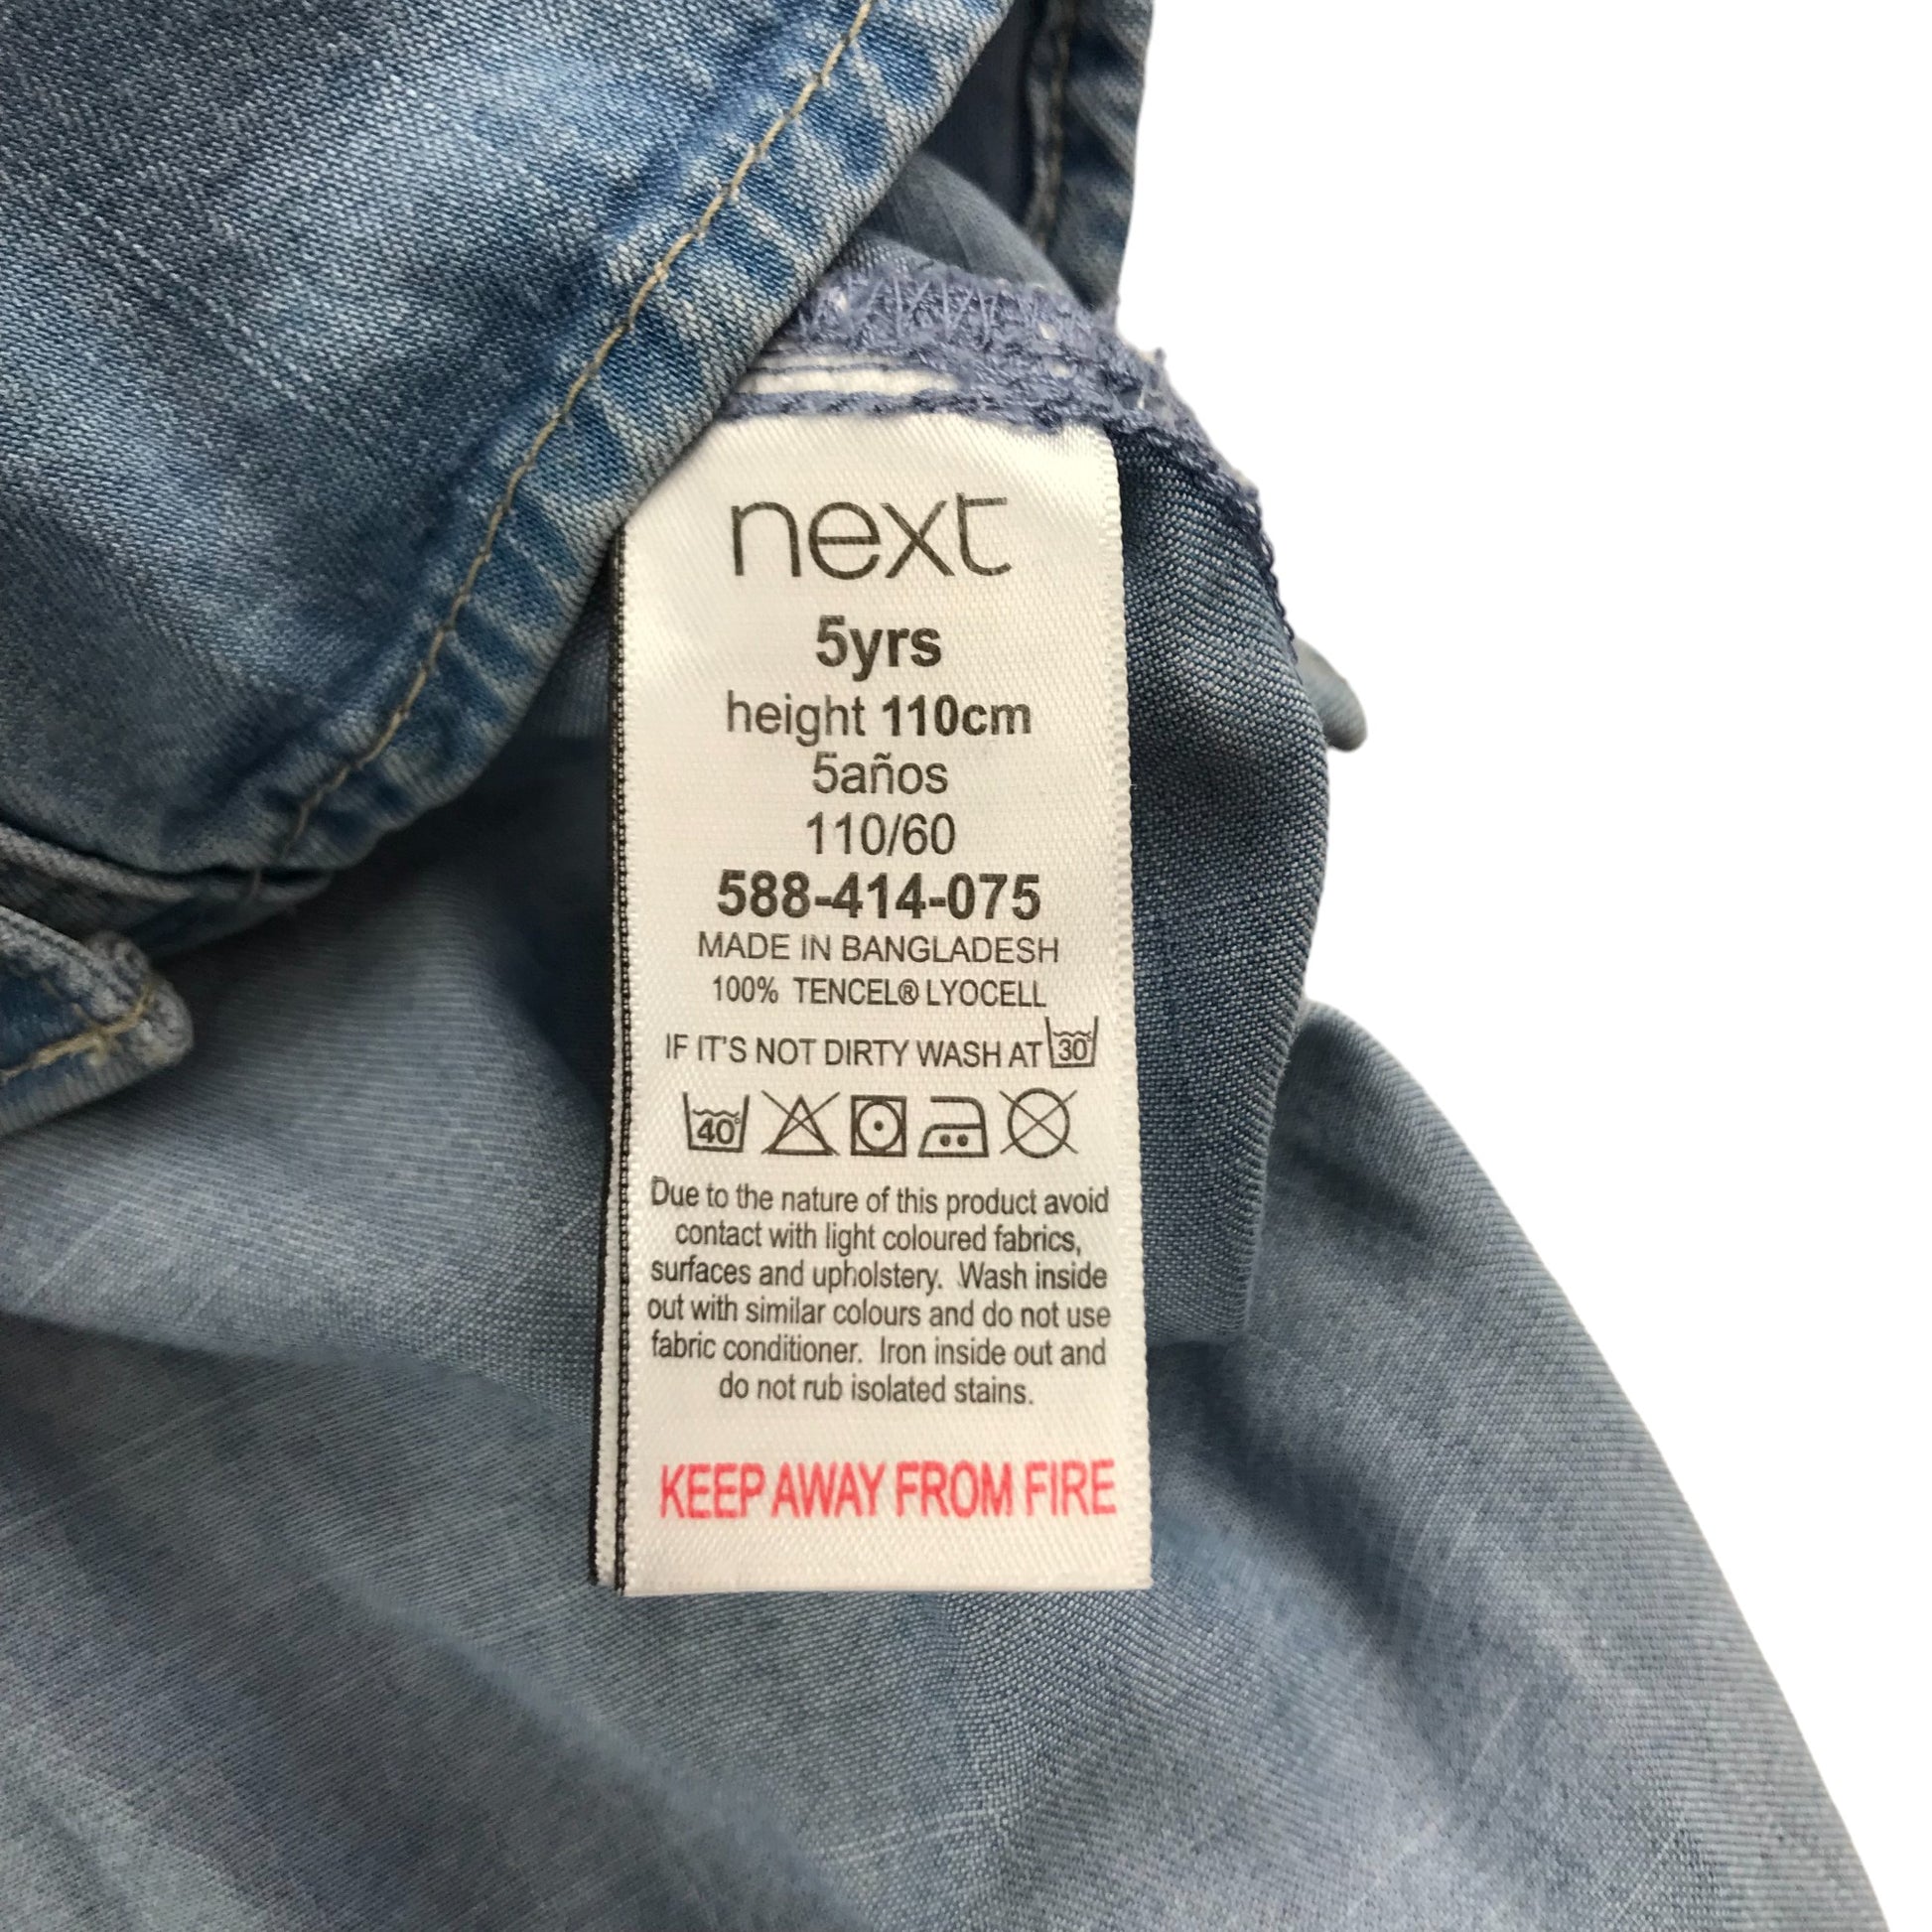 next
5yrs
height 110cm
5años
110/60
588-414-075
MADE IN BANGLADESH
100% TENCEL® LYOCELL
IF IT'S NOT DIRTY WASH AT 30
40
Due to the nature of this product avoid
contact with light coloured fabrics,
surfaces and upholstery. Wash inside
out with similar colours and do not use
fabric conditioner. Iron inside out and
do not rub isolated stains.
KEEP AWAY FROM FIRE